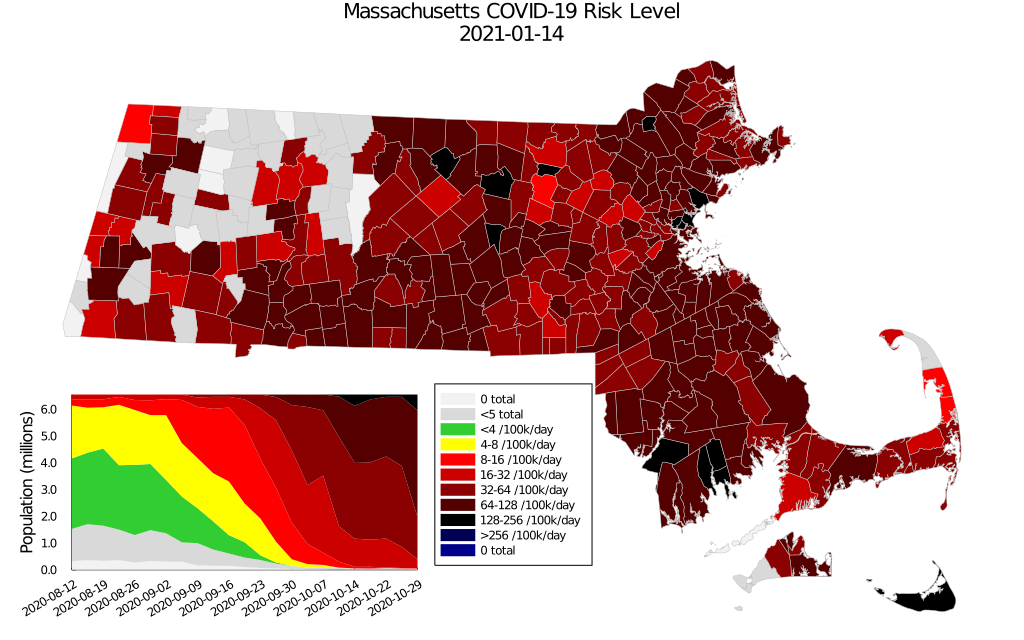 Massachusetts COVID-19 Risk Level
2021-01-14
Population (millions)
6.0
5.0
4.0
3.0
2.0
1.0
0.0
2020-08-12
2020-08-19
2020-08-26
2020-09-02
2020-09-09
2020-09-16
2020-09-23
2020-09-30
2020-10-07
2020-10-14
2020-10-22
2020-10-29
0 total
<5 total
<4 /100k/day
4-8 /100k/day
8-16 /100k/day
16-32 /100k/day
32-64 /100k/day
64-128 /100k/day
128-256 /100k/day
>256 /100k/day
0 total